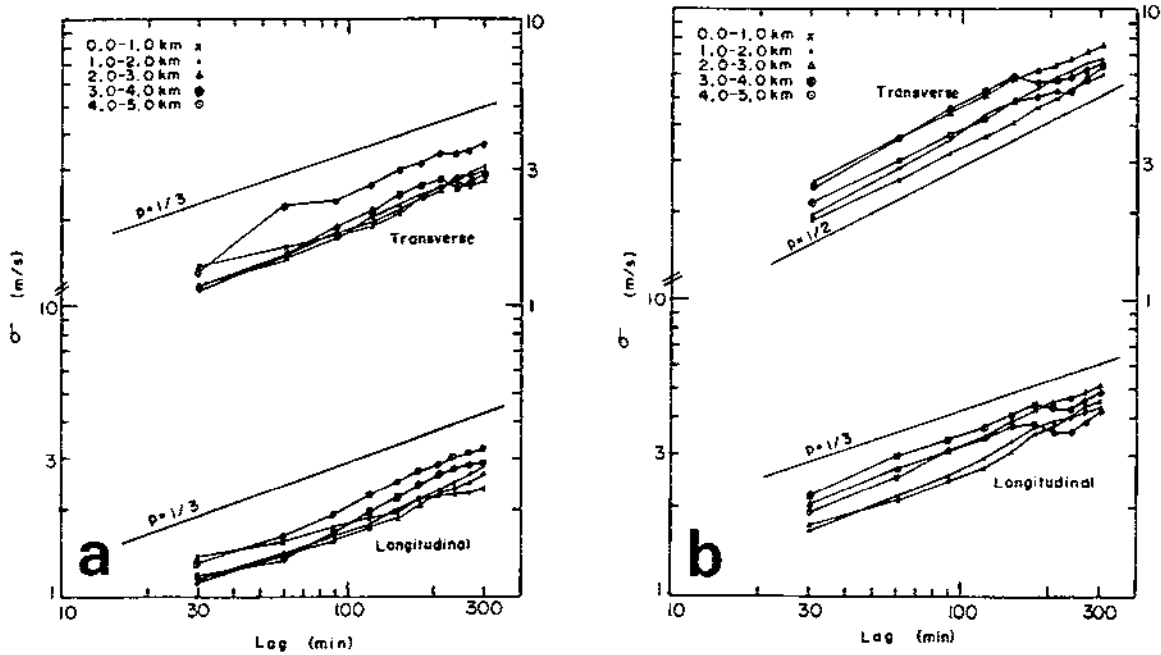 10
0.0-1.0 km x
1.0-2.0 km
2.0-3.0 km
3.0-4.0 km
4.0-5.0 km
p=1/3
3
Transverse
σ (m/s)
10
1
3
p=1/3
Longitudinal
a
1
10 30 100 300
Lag (min)
10
0.0-1.0 km x
1.0-2.0 km
2.0-3.0 km
3.0-4.0 km
4.0-5.0 km
Transverse
3
p=1/2
σ (m/s)
10
1
p=1/3
3
Longitudinal
b
1
10 30 100 300
Lag (min)